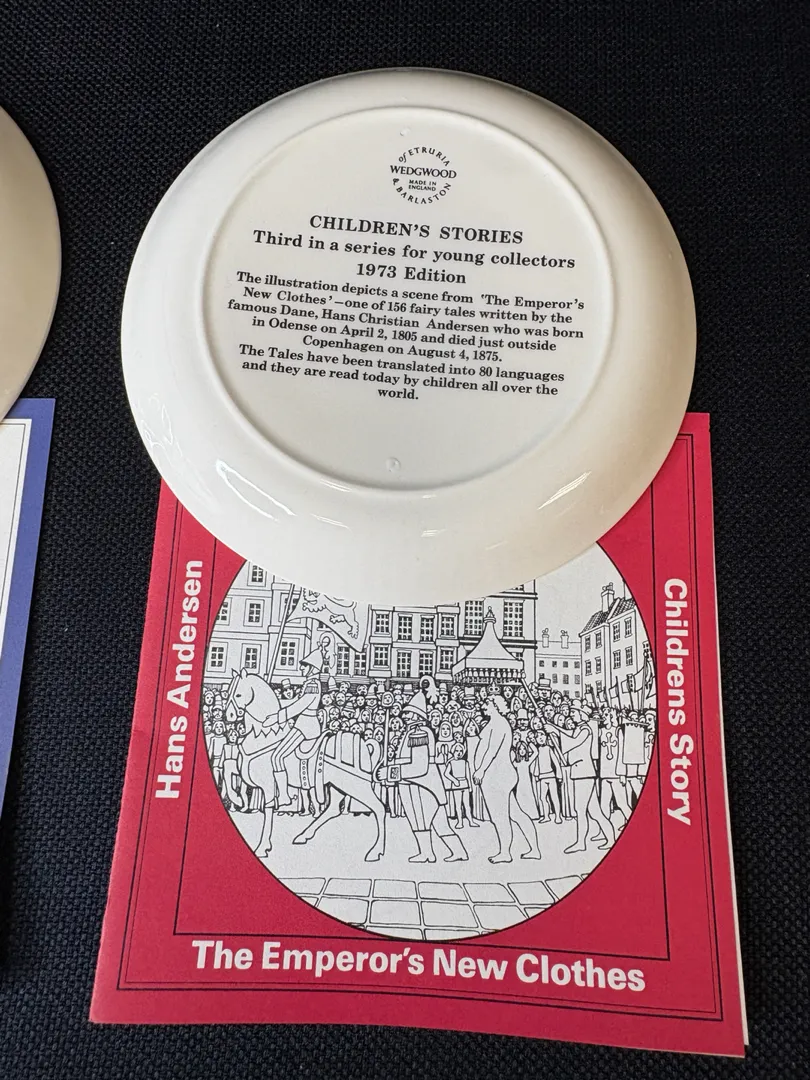 of ETRURIA
WEDGWOOD
MADE IN
ENGLAND
& BARLASTON
CHILDREN'S STORIES
Third in a series for young collectors
1973 Edition
The illustration depicts a scene from 'The Emperor's
New Clothes'—one of 156 fairy tales written by the
famous Dane, Hans Christian Andersen who was born
in Odense on April 2, 1805 and died just outside
Copenhagen on August 4, 1875.
The Tales have been translated into 80 languages
and they are read today by children all over the
world.
Hans Andersen
Childrens Story
The Emperor's New Clothes